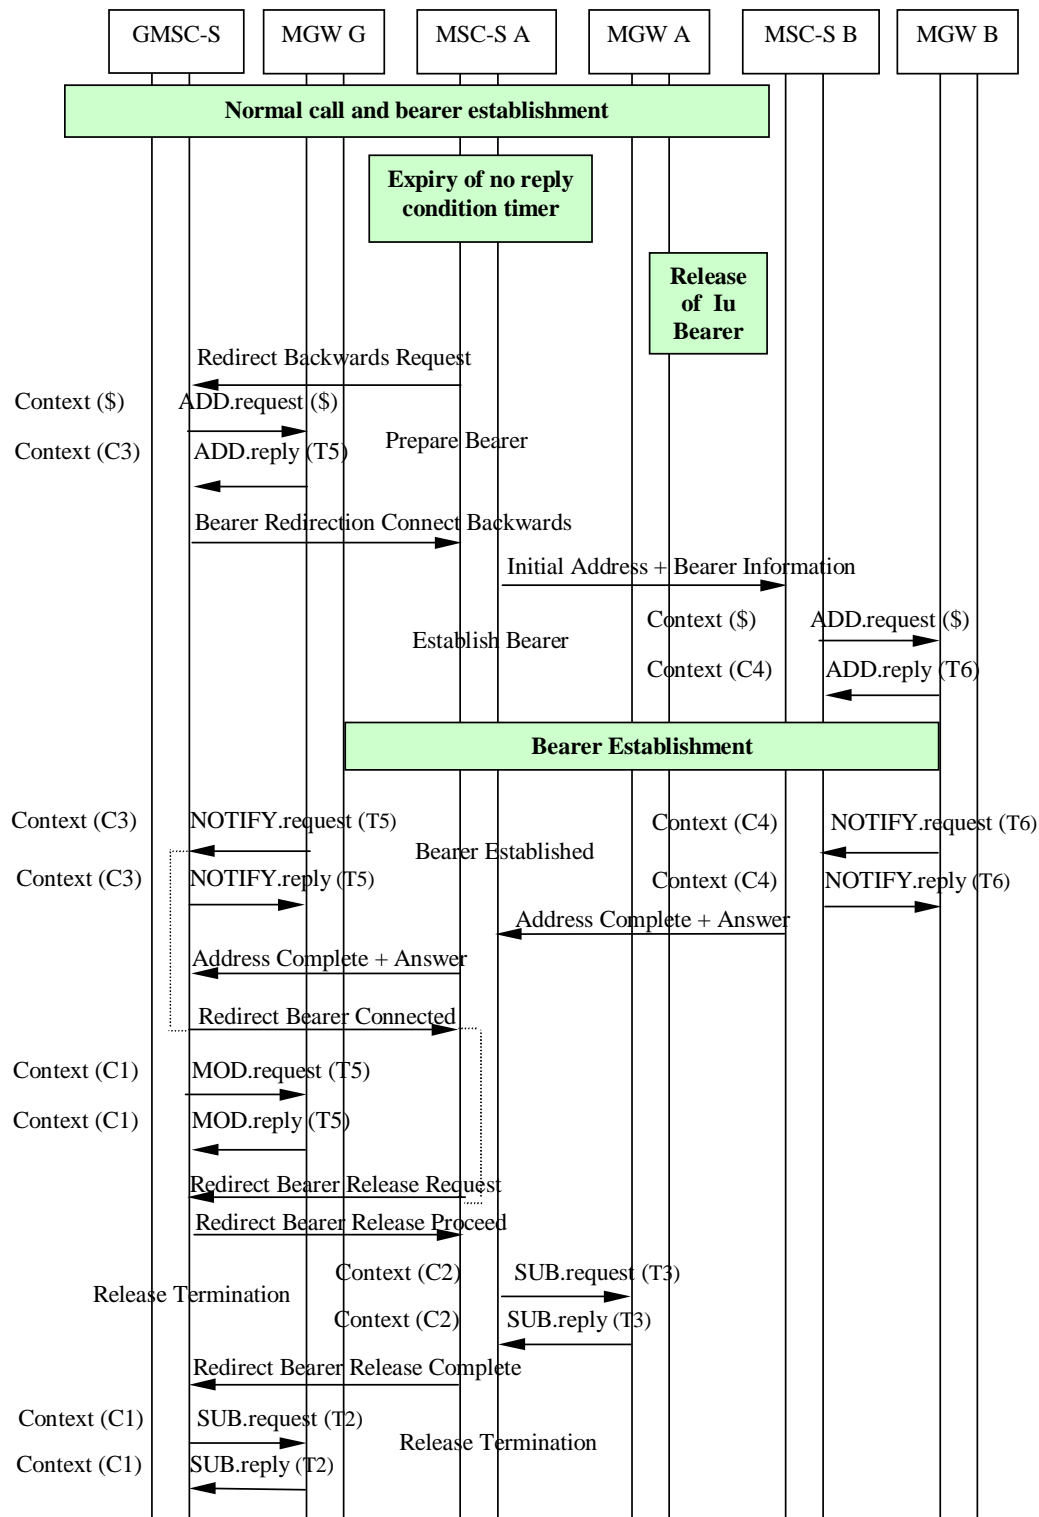 GMSC-S
MGW G
MSC-S A
MGW A
MSC-S B
MGW B
Normal call and bearer establishment
Expiry of no reply
condition timer
Release
of Iu
Bearer
Redirect Backwards Request
Context ($)
ADD.request ($)
Prepare Bearer
Context (C3)
ADD.reply (T5)
Bearer Redirection Connect Backwards
Initial Address + Bearer Information
Context ($)
ADD.request ($)
Establish Bearer
Context (C4)
ADD.reply (T6)
Bearer Establishment
Context (C3)
NOTIFY.request (T5)
Context (C4)
NOTIFY.request (T6)
Bearer Established
Context (C3)
NOTIFY.reply (T5)
Context (C4)
NOTIFY.reply (T6)
Address Complete + Answer
Address Complete + Answer
Redirect Bearer Connected
Context (C1)
MOD.request (T5)
Context (C1)
MOD.reply (T5)
Redirect Bearer Release Request
Redirect Bearer Release Proceed
Context (C2)
SUB.request (T3)
Release Termination
Context (C2)
SUB.reply (T3)
Redirect Bearer Release Complete
Context (C1)
SUB.request (T2)
Release Termination
Context (C1)
SUB.reply (T2)